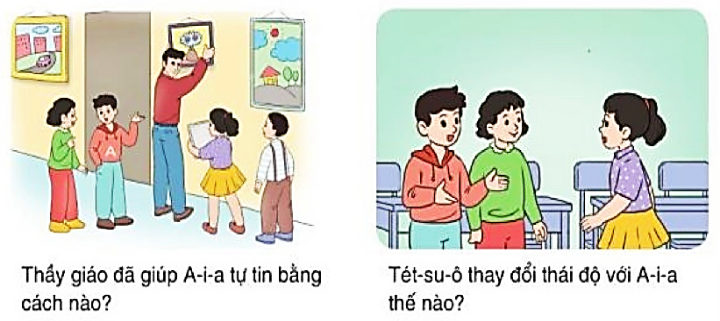 A
Thầy giáo đã giúp A-i-a tự tin bằng
cách nào?
Tét-su-ô thay đổi thái độ với A-i-a
thế nào?